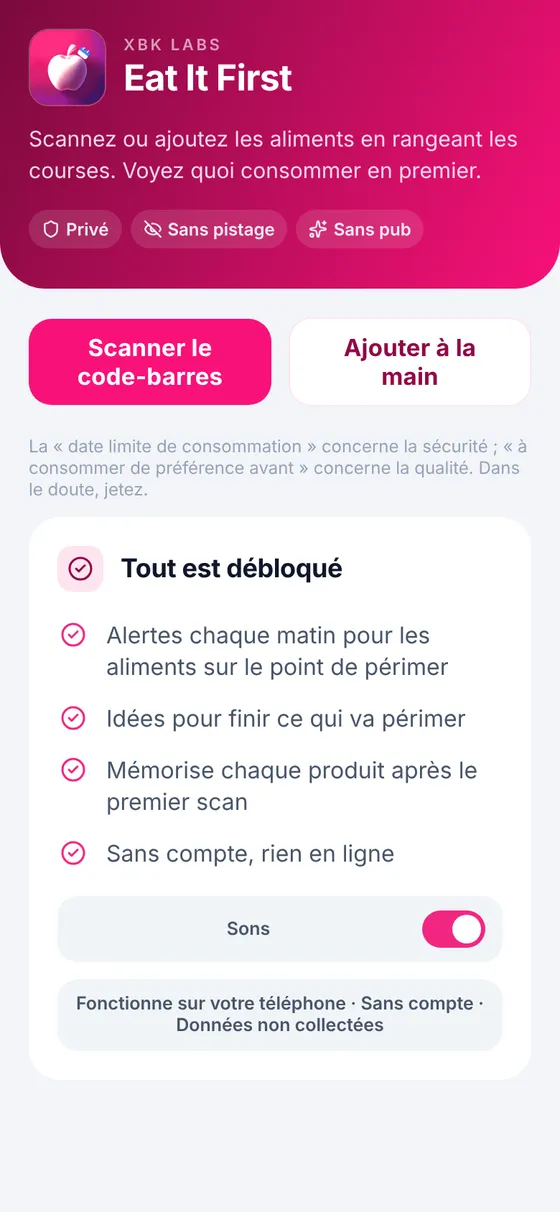 XBK LABS
Eat It First
Scannez ou ajoutez les aliments en rangeant les
courses. Voyez quoi consommer en premier.
Privé
Sans pistage
Sans pub
Scanner le
code-barres
Ajouter à la
main
La « date limite de consommation » concerne la sécurité ; « à
consommer de préférence avant » concerne la qualité. Dans
le doute, jetez.
Tout est débloqué
Alertes chaque matin pour les
aliments sur le point de périmer
Idées pour finir ce qui va périmer
Mémorise chaque produit après le
premier scan
Sans compte, rien en ligne
Sons
Fonctionne sur votre téléphone · Sans compte ·
Données non collectées